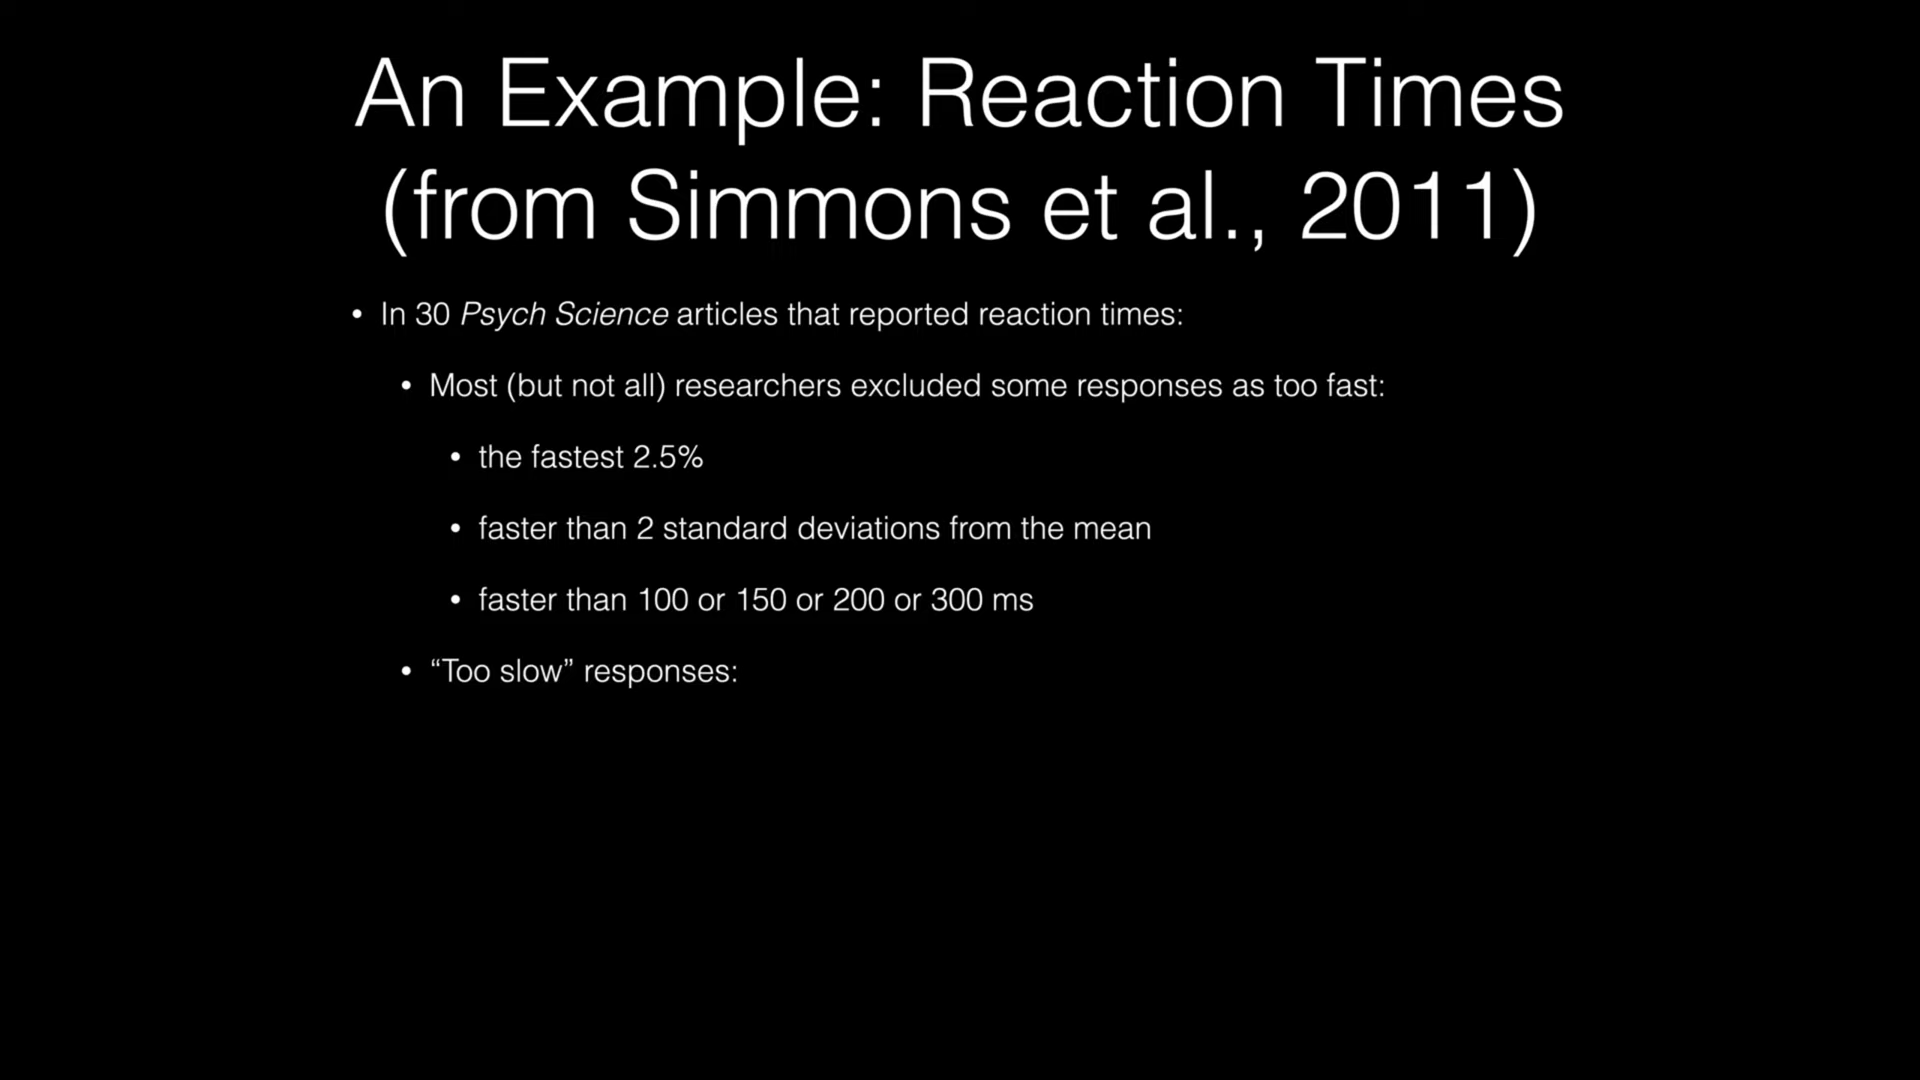 An Example: Reaction Times
(from Simmons et al., 2011)
• In 30 Psych Science articles that reported reaction times:
• Most (but not all) researchers excluded some responses as too fast:
• the fastest 2.5%
• faster than 2 standard deviations from the mean
• faster than 100 or 150 or 200 or 300 ms
• “Too slow” responses: